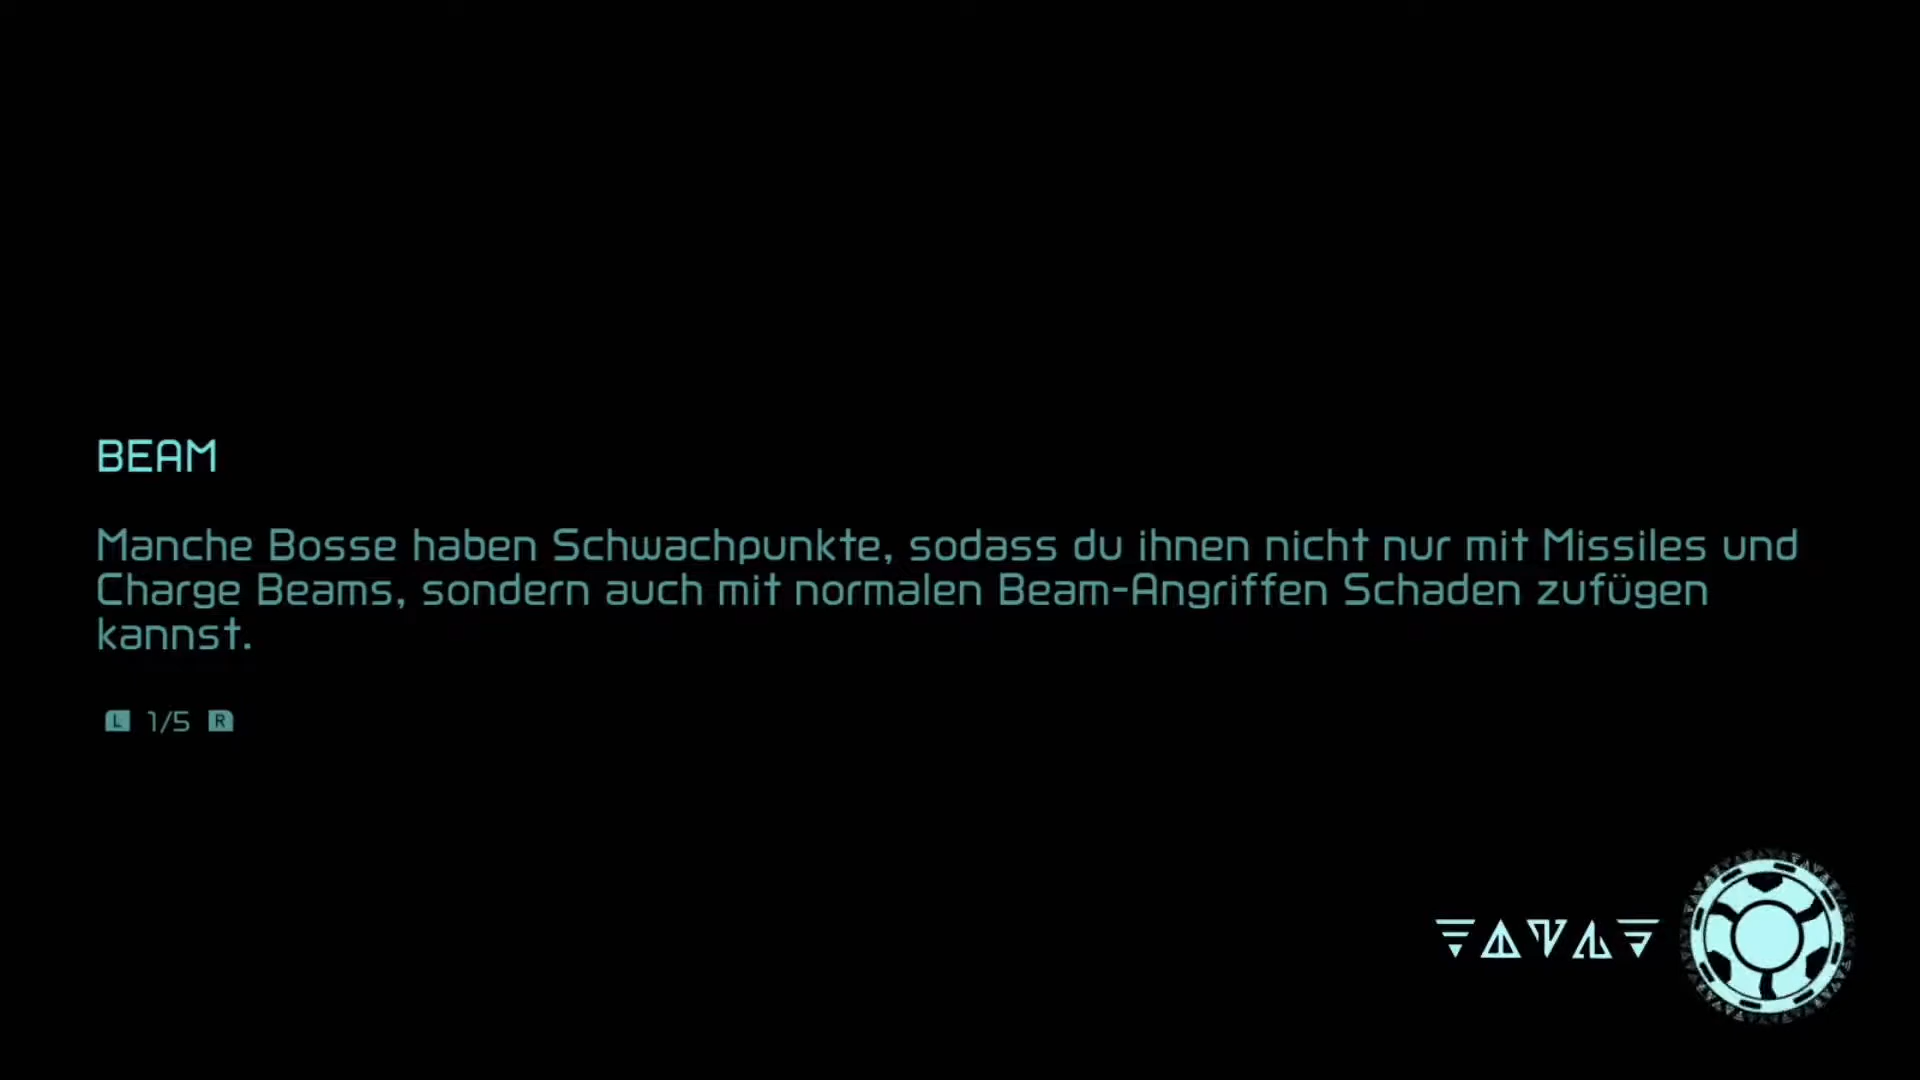 BEAM
Manche Bosse haben Schwachpunkte, sodass du ihnen nicht nur mit Missiles und
Charge Beams, sondern auch mit normalen Beam-Angriffen Schaden zufügen
kannst.
L 1/5 R